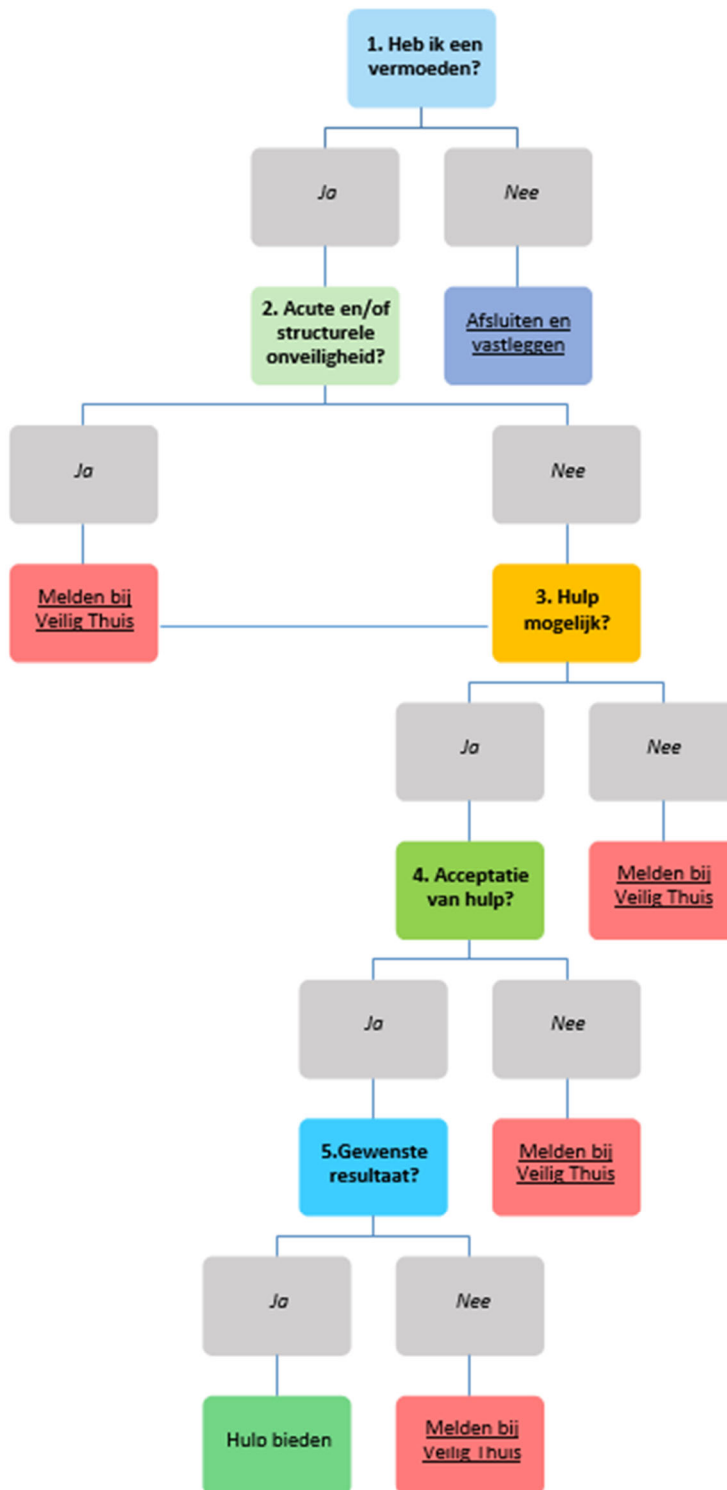 1. Heb ik een
vermoeden?
Ja
Nee
2. Acute en/of
structurele
onveiligheid?
Afsluiten en
vastleggen
Ja
Nee
Melden bij
Veilig Thuis
3. Hulp
mogelijk?
Ja
Nee
4. Acceptatie
van hulp?
Melden bij
Veilig Thuis
Ja
Nee
5.Gewenste
resultaat?
Melden bij
Veilig Thuis
Ja
Nee
Hulp bieden
Melden bij
Veilig Thuis